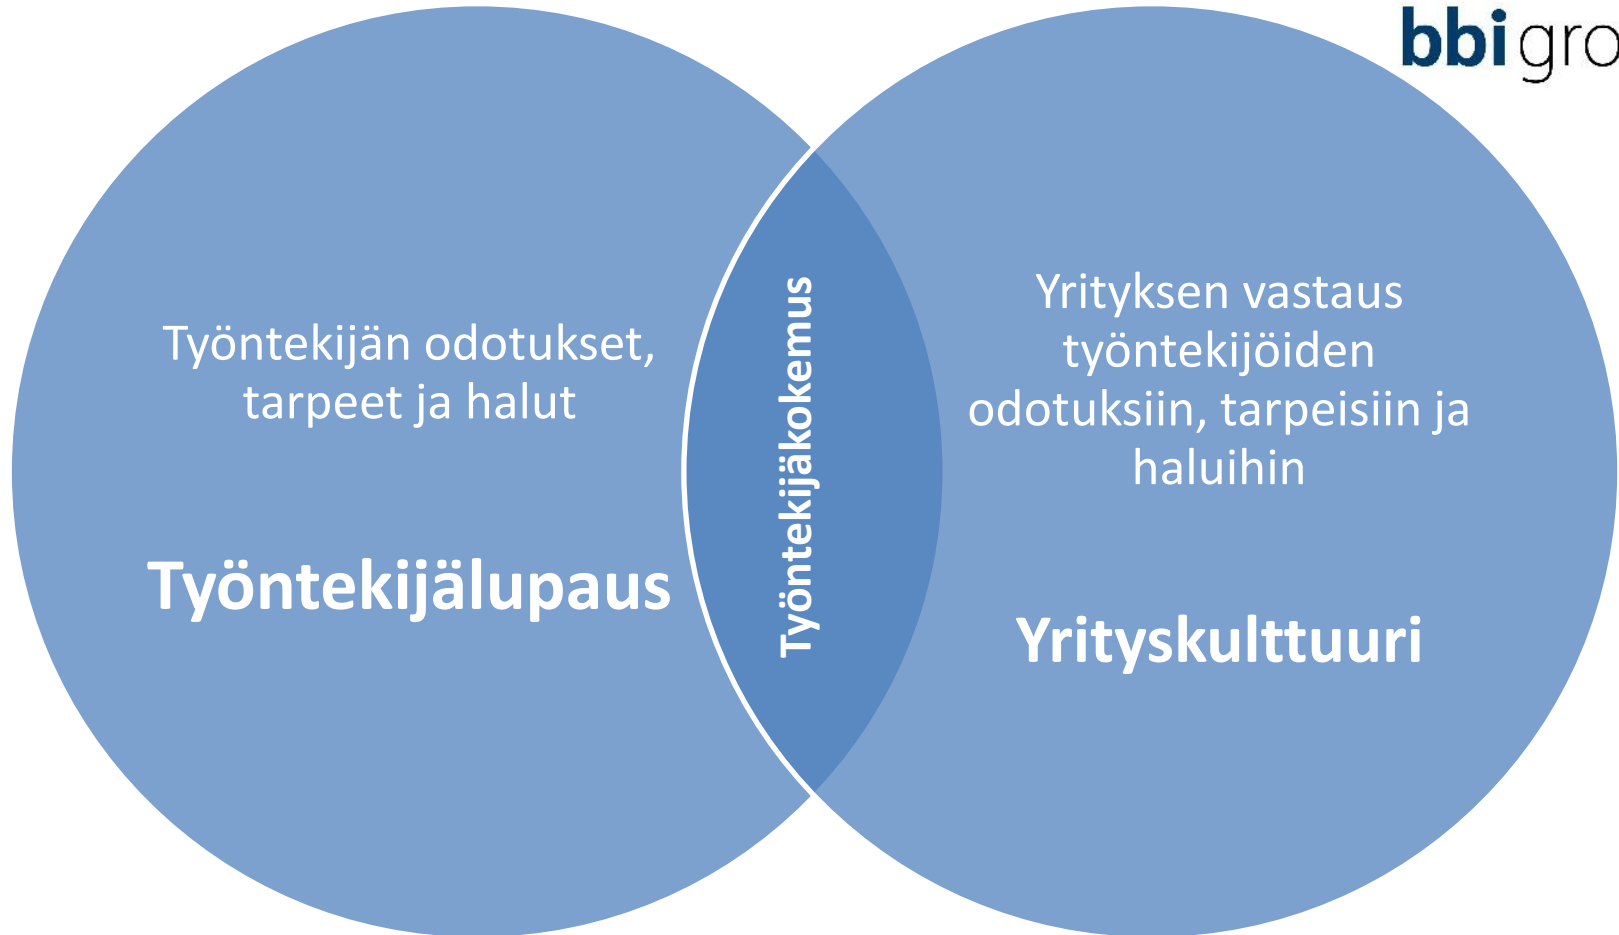 bbi gro
Työntekijän odotukset,
tarpeet ja halut
Työntekijälupaus
Työntekijäkokemus
Yrityksen vastaus
työntekijöiden
odotuksiin, tarpeisiin ja
haluihin
Yrityskulttuuri